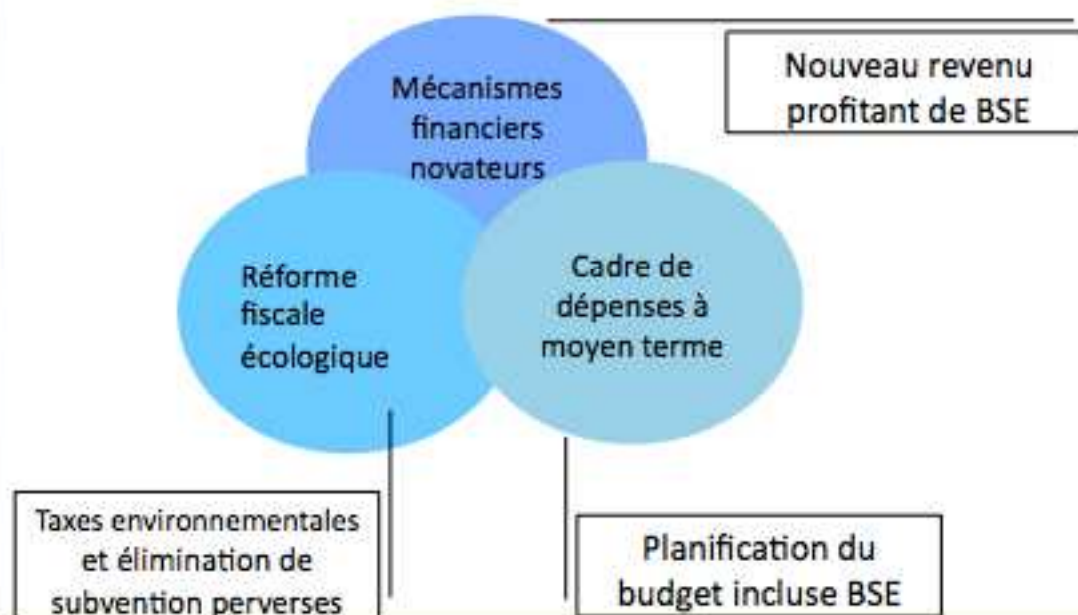 Mécanismes
financiers
novateurs
Nouveau revenu
profitant de BSE
Réforme
fiscale
écologique
Cadre de
dépenses à
moyen terme
Taxes environnementales
et élimination de
subvention perverses
Planification du
budget incluse BSE